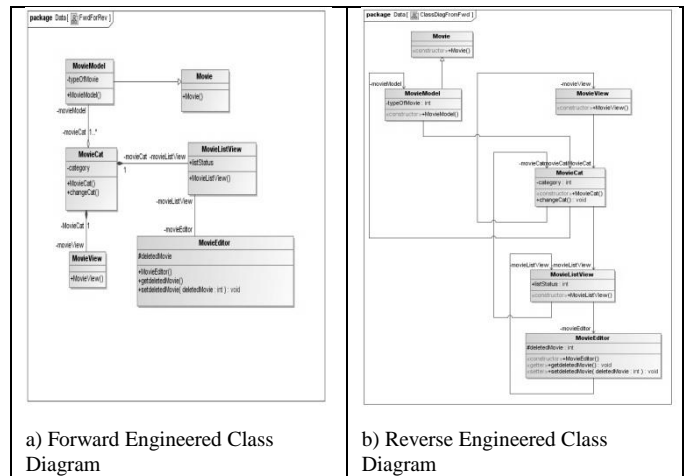 package Data[ FwdForRev ]
MovieModel
-typeOfMovie
+MovieModel()
Movie
+Movie()
-movieModel
-movieCat 1..*
MovieCat
-category
+MovieCat()
+changeCat()
-movieCat -movieListView
1
MovieListView
+listStatus
+MovieListView()
-movieListView
-movieEditor
-MovieCat 1
-movieView
MovieView
+MovieView()
MovieEditor
#deletedMovie
+MovieEditor()
+getdeletedMovie()
+setdeletedMovie( deletedMovie : int ) : void
a) Forward Engineered Class
Diagram
package Data[ ClassDiagFromFwd ]
Movie
«constructor»+Movie()
-movieModel
MovieModel
-typeOfMovie : int
«constructor»+MovieModel()
-movieView
MovieView
«constructor»+MovieView()
-movieCat
MovieCat
-category : int
«constructor»+MovieCat()
+changeCat() : void
-movieListView -movieListView
MovieListView
+listStatus : int
«constructor»+MovieListView()
-movieEditor
MovieEditor
#deletedMovie : int
«constructor»+MovieEditor()
«getter»+getdeletedMovie() : void
«setter»+setdeletedMovie( deletedMovie : int ) : void
b) Reverse Engineered Class
Diagram